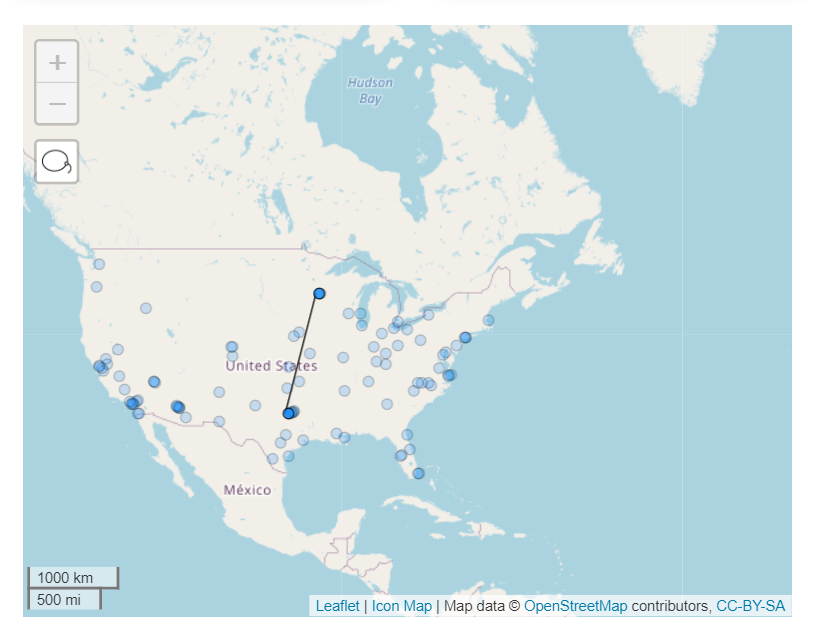 +
Hudson
Bay
−
United States
México
1000 km
500 mi
Leaflet | Icon Map | Map data © OpenStreetMap contributors, CC-BY-SA